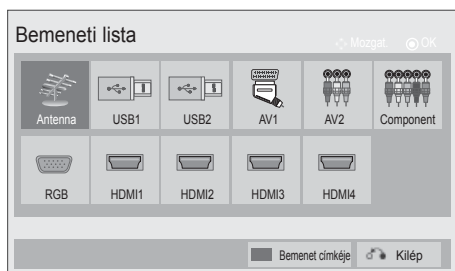 Bemeneti lista
Mozgat. OK
Antenna USB1 USB2 AV1 AV2 Component
RGB HDMI1 HDMI2 HDMI3 HDMI4
Bemenet címkéje Kilép